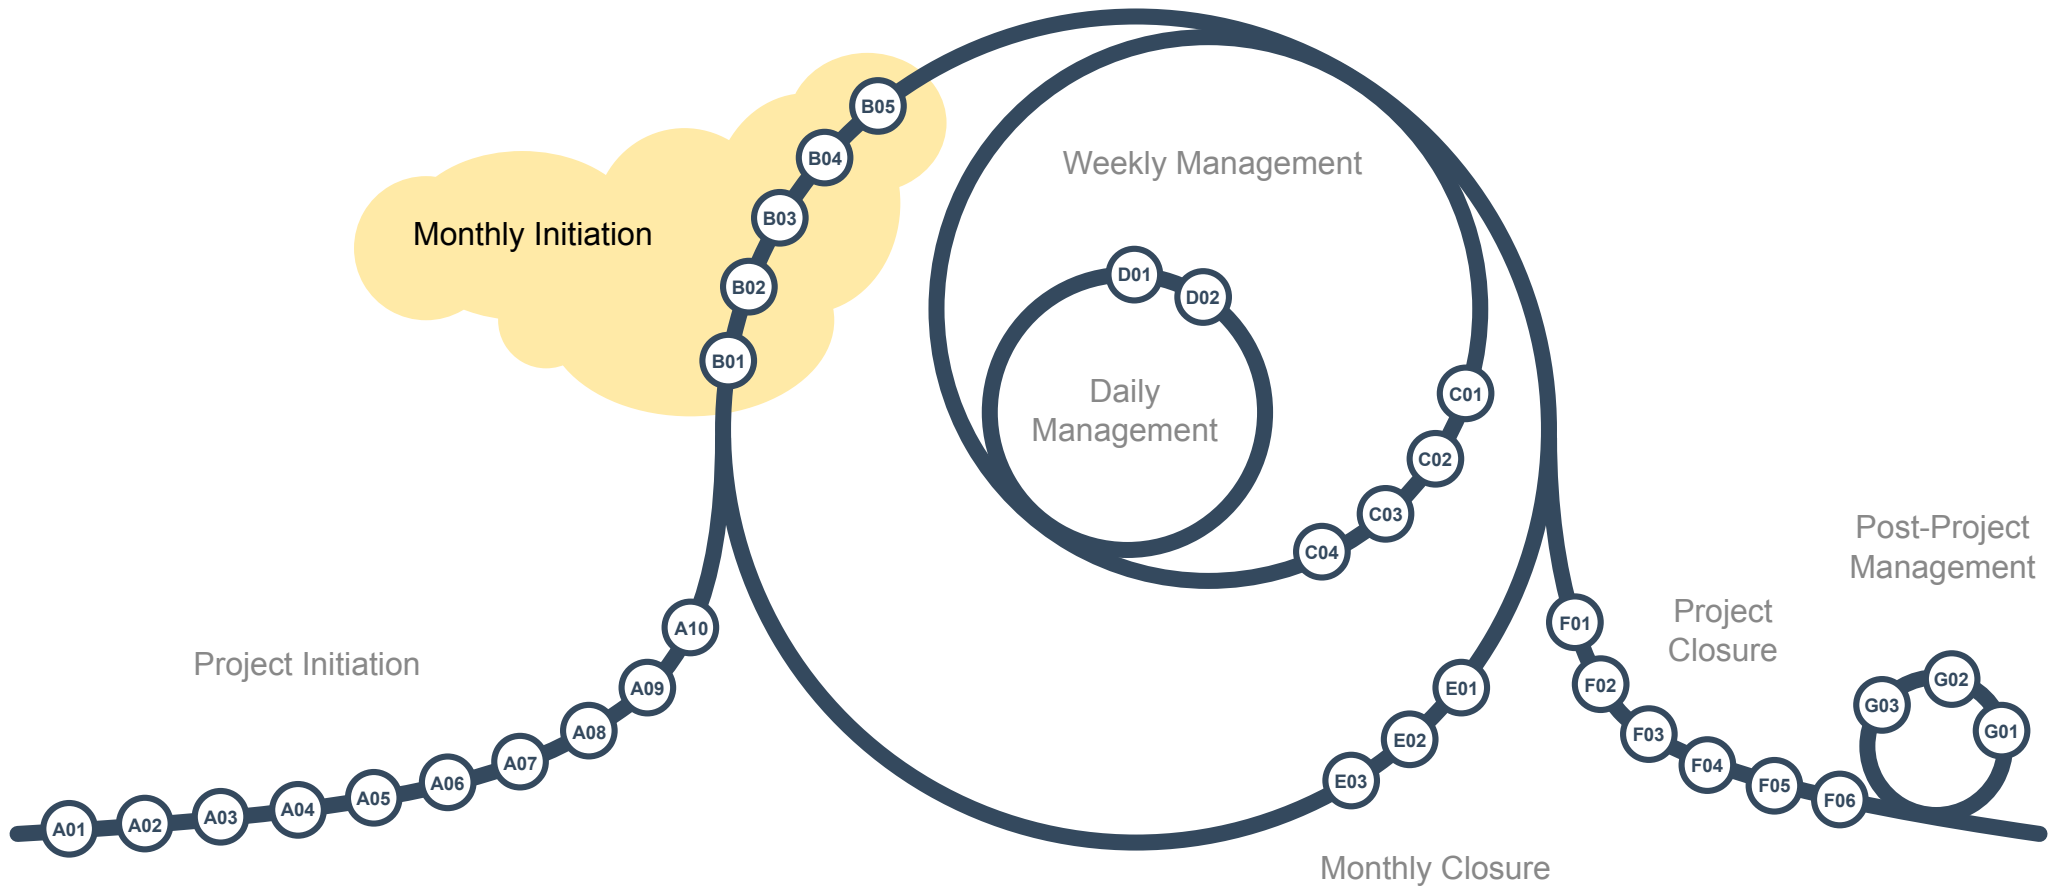 B05
B04
B03
B02
B01
Monthly Initiation
Weekly Management
D01
D02
Daily
Management
C01
C02
C03
C04
Project Initiation
A01
A02
A03
A04
A05
A06
A07
A08
A09
A10
E01
E02
E03
Monthly Closure
F01
F02
F03
F04
F05
F06
Project
Closure
Post-Project
Management
G03
G02
G01